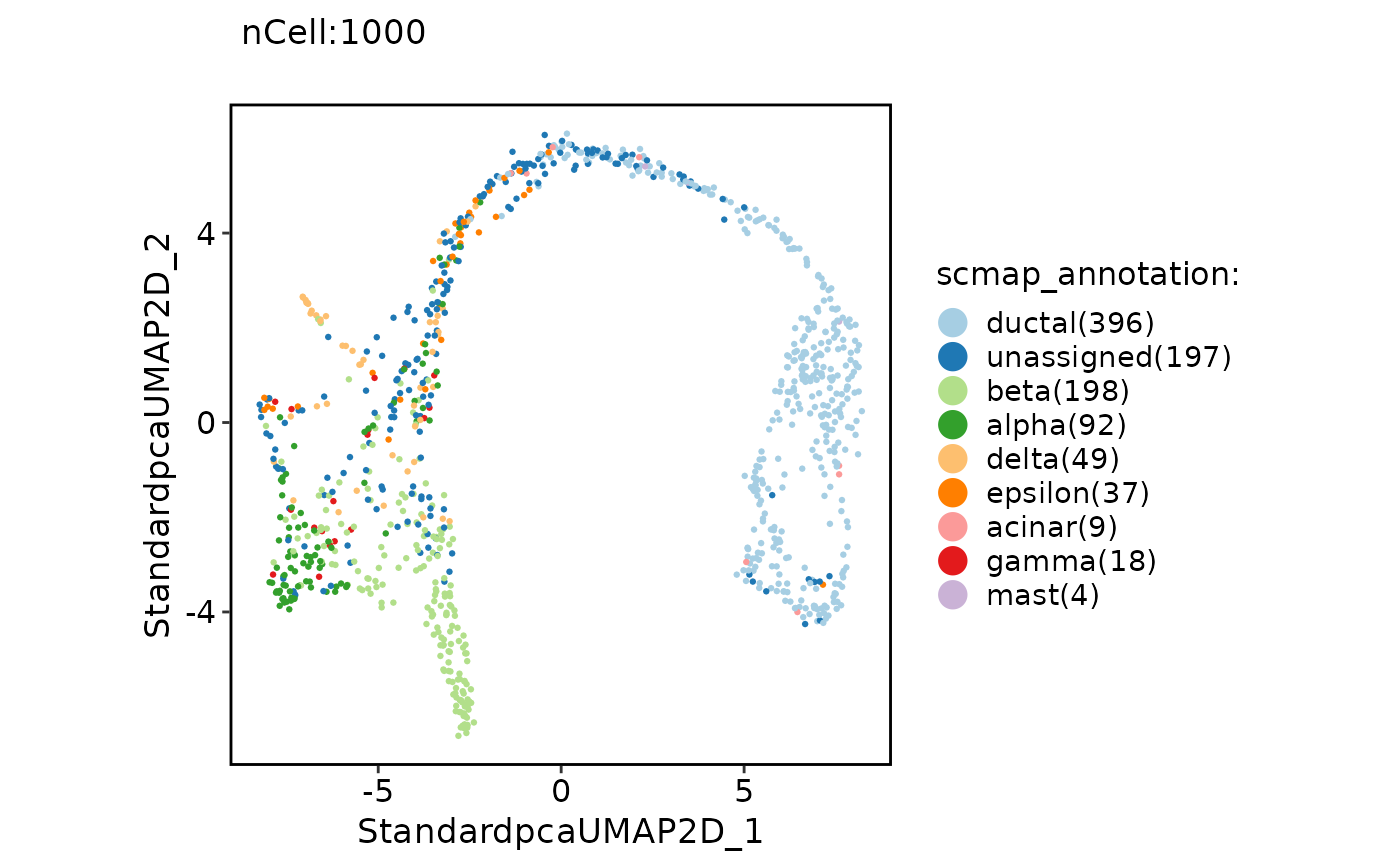 nCell:1000
StandardpcaUMAP2D_2
4
0
-4
-5
0
5
StandardpcaUMAP2D_1
scmap_annotation:
ductal(396)
unassigned(197)
beta(198)
alpha(92)
delta(49)
epsilon(37)
acinar(9)
gamma(18)
mast(4)